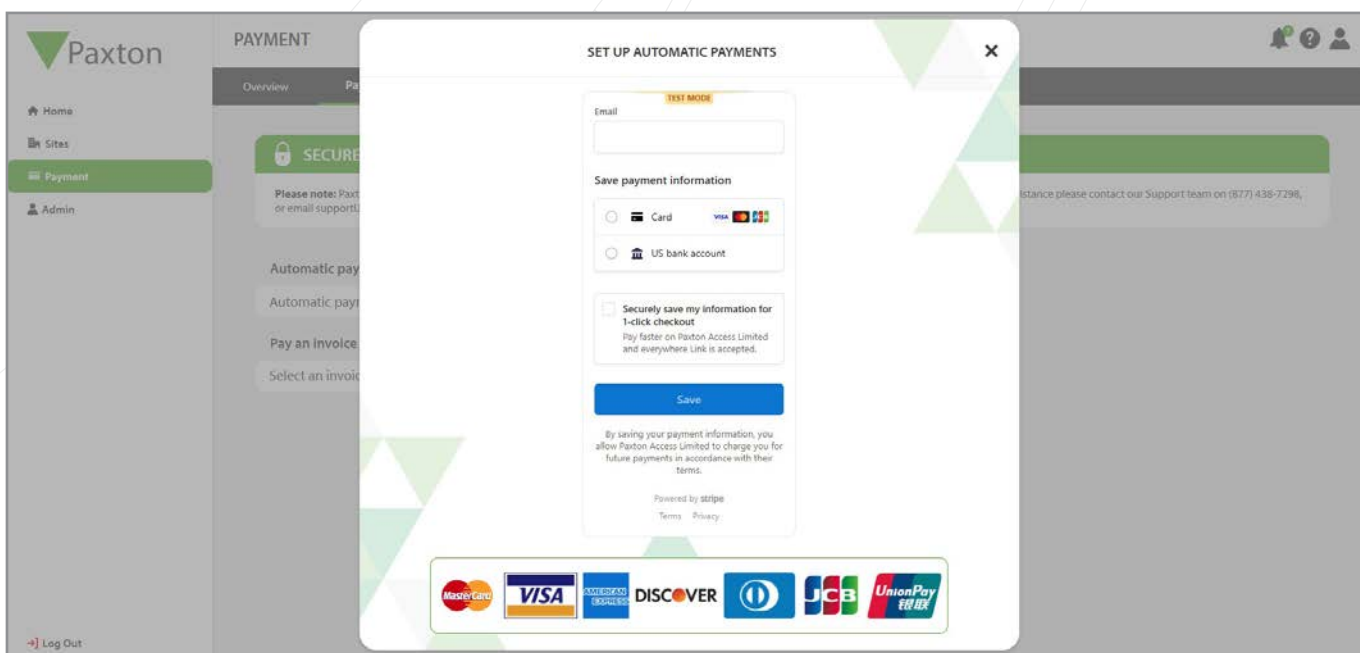 Paxton
PAYMENT
SET UP AUTOMATIC PAYMENTS
Overview
Home
Sites
Payment
Admin
SECURE
Please note:
istance please contact our Support team on (877) 438-7298,
or email
Automatic pay
Automatic payr
Pay an invoice
Select an invoic
TEST MODE
Email
Save payment information
Card
VISA
JCB
US bank account
Securely save my information for
1-click checkout
Pay faster on Paxton Access Limited
and everywhere Link is accepted.
Save
By saving your payment information, you
allow Paxton Access Limited to charge you for
future payments in accordance with their
terms.
Powered by stripe
Terms Privacy
MasterCard VISA AMERICAN EXPRESS DISCOVER JCB UnionPay 银联
Log Out